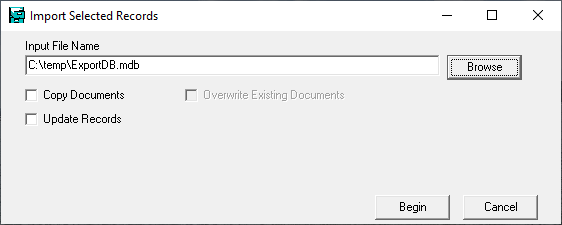 Import Selected Records
Input File Name
C:\temp\ExportDB.mdb
Browse
Copy Documents
Overwrite Existing Documents
Update Records
Begin
Cancel